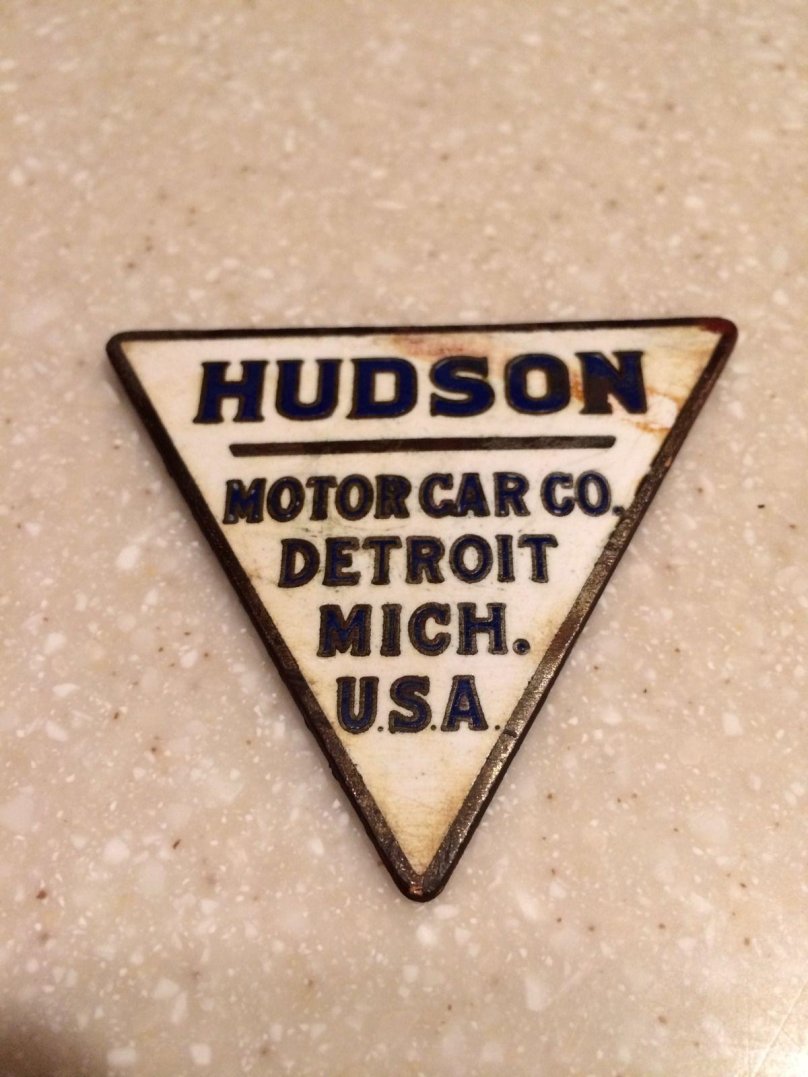 HUDSON
MOTOR CAR CO.
DETROIT
MICH.
U.S.A.